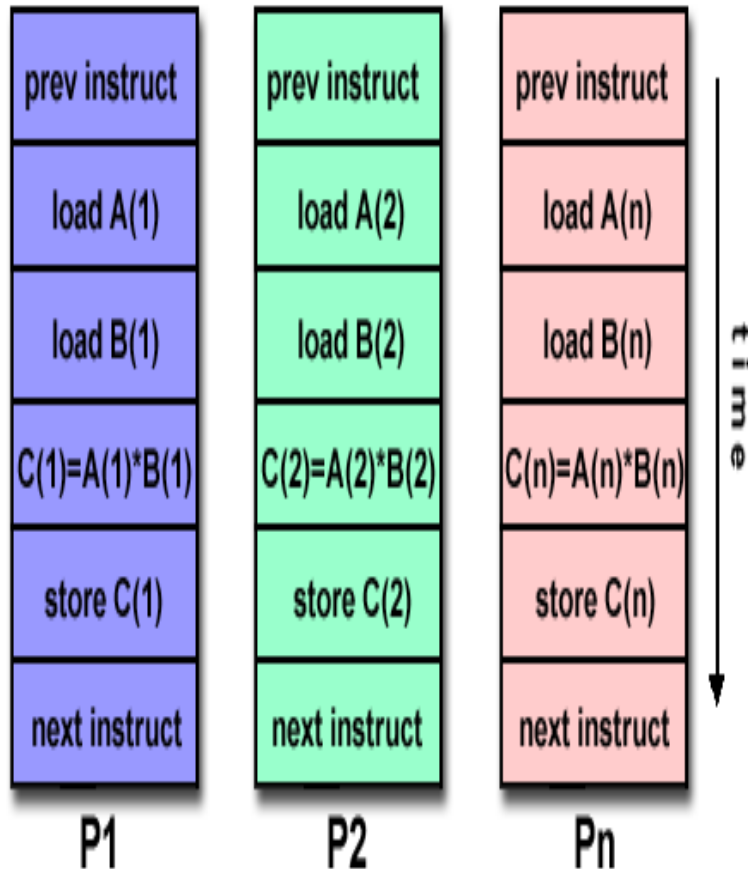 prev instruct
load A(1)
load B(1)
C(1)=A(1)*B(1)
store C(1)
next instruct
P1
prev instruct
load A(2)
load B(2)
C(2)=A(2)*B(2)
store C(2)
next instruct
P2
prev instruct
load A(n)
load B(n)
C(n)=A(n)*B(n)
store C(n)
next instruct
Pn
time